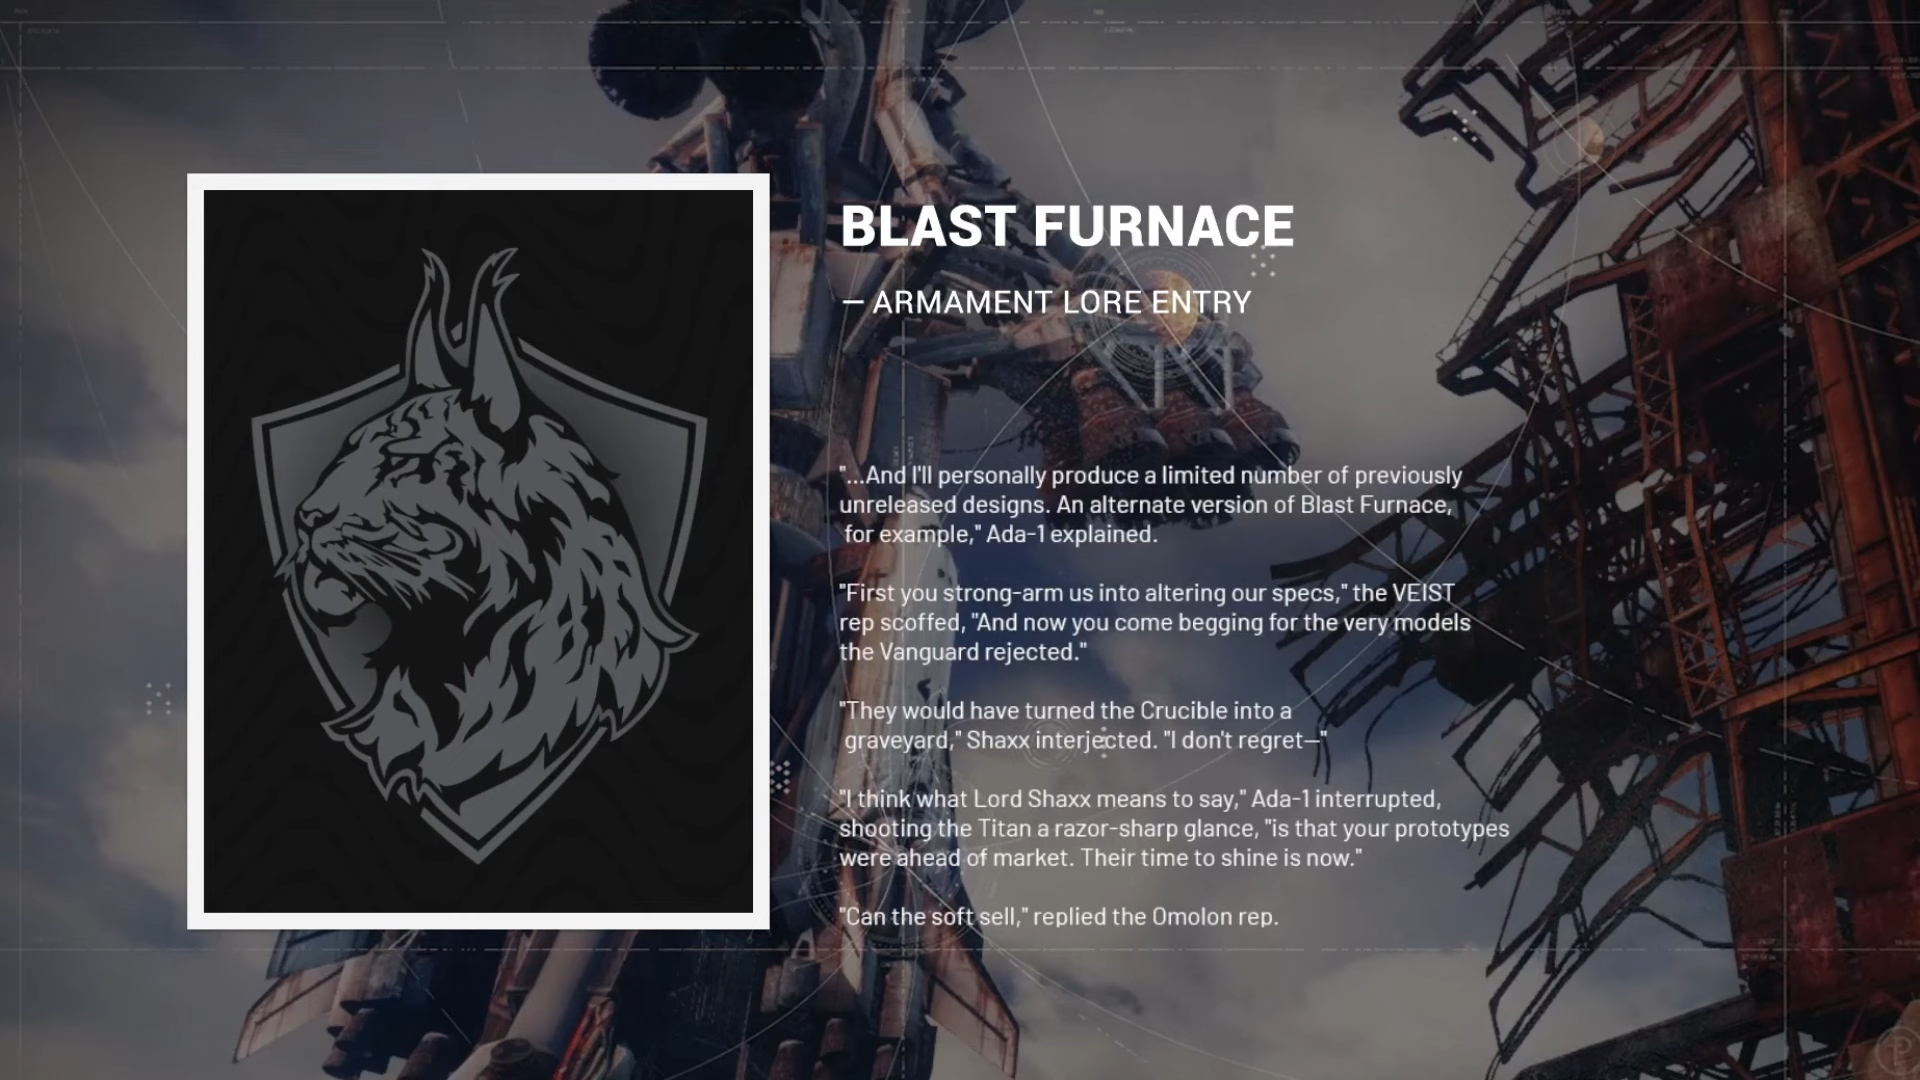 BLAST FURNACE
— ARMAMENT LORE ENTRY
"...And I'll personally produce a limited number of previously
unreleased designs. An alternate version of Blast Furnace,
for example," Ada-1 explained.
"First you strong-arm us into altering our specs," the VEIST
rep scoffed, "And now you come begging for the very models
the Vanguard rejected."
"They would have turned the Crucible into a
graveyard," Shaxx interjected. "I don't regret—"
"I think what Lord Shaxx means to say," Ada-1 interrupted,
shooting the Titan a razor-sharp glance, "is that your prototypes
were ahead of market. Their time to shine is now."
"Can the soft sell," replied the Omolon rep.